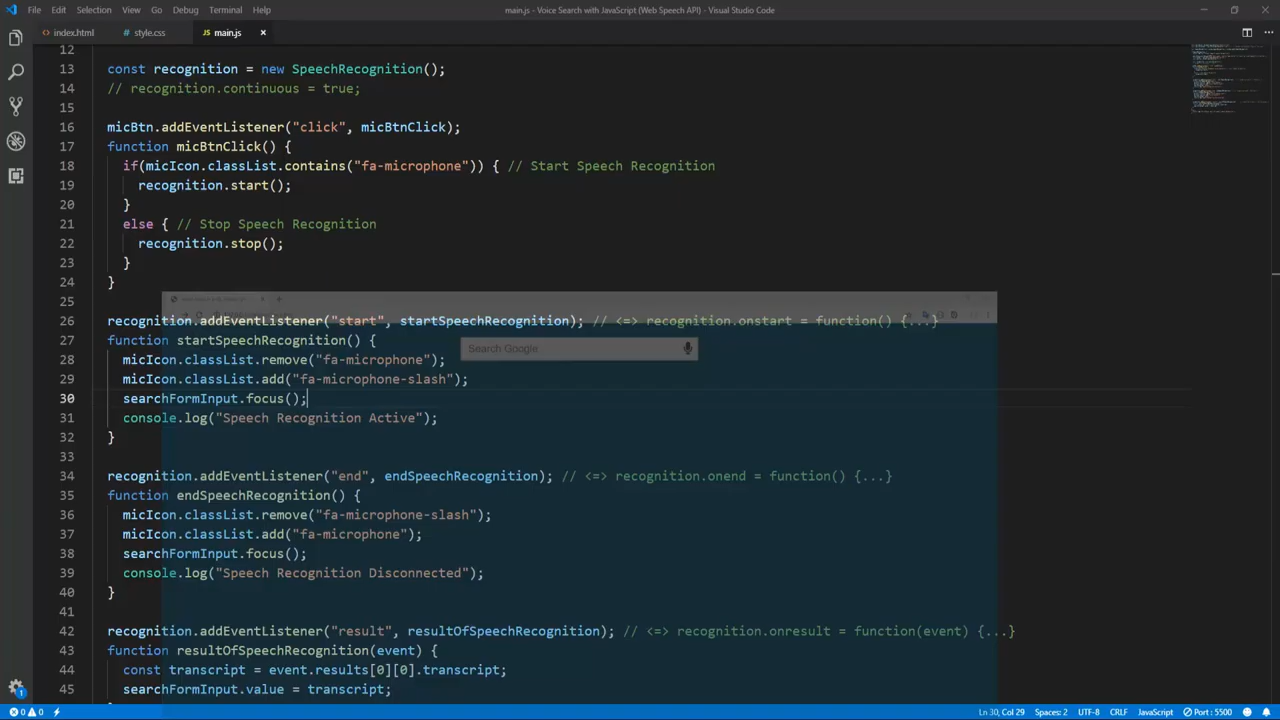 File Edit Selection View Go Debug Terminal Help
main.js - Voice Search with JavaScript (Web Speech API) - Visual Studio Code
index.html
style.css
JS main.js
12
13 const recognition = new SpeechRecognition();
14 // recognition.continuous = true;
15
16 micBtn.addEventListener("click", micBtnClick);
17 function micBtnClick() {
18 if(micIcon.classList.contains("fa-microphone")) { // Start Speech Recognition
19 recognition.start();
20 }
21 else { // Stop Speech Recognition
22 recognition.stop();
23 }
24 }
25
26 recognition.addEventListener("start", startSpeechRecognition); // <=> recognition.onstart = function() {...}
27 function startSpeechRecognition() {
Search Google
28 micIcon.classList.remove("fa-microphone");
29 micIcon.classList.add("fa-microphone-slash");
30 searchFormInput.focus();
31 console.log("Speech Recognition Active");
32 }
33
34 recognition.addEventListener("end", endSpeechRecognition); // <=> recognition.onend = function() {...}
35 function endSpeechRecognition() {
36 micIcon.classList.remove("fa-microphone-slash");
37 micIcon.classList.add("fa-microphone");
38 searchFormInput.focus();
39 console.log("Speech Recognition Disconnected");
40 }
41
42 recognition.addEventListener("result", resultOfSpeechRecognition); // <=> recognition.onresult = function(event) {...}
43 function resultOfSpeechRecognition(event) {
44 const transcript = event.results[0][0].transcript;
45 searchFormInput.value = transcript;
1
0 0 Ln 30, Col 29 Spaces: 2 UTF-8 CRLF JavaScript Port : 5500